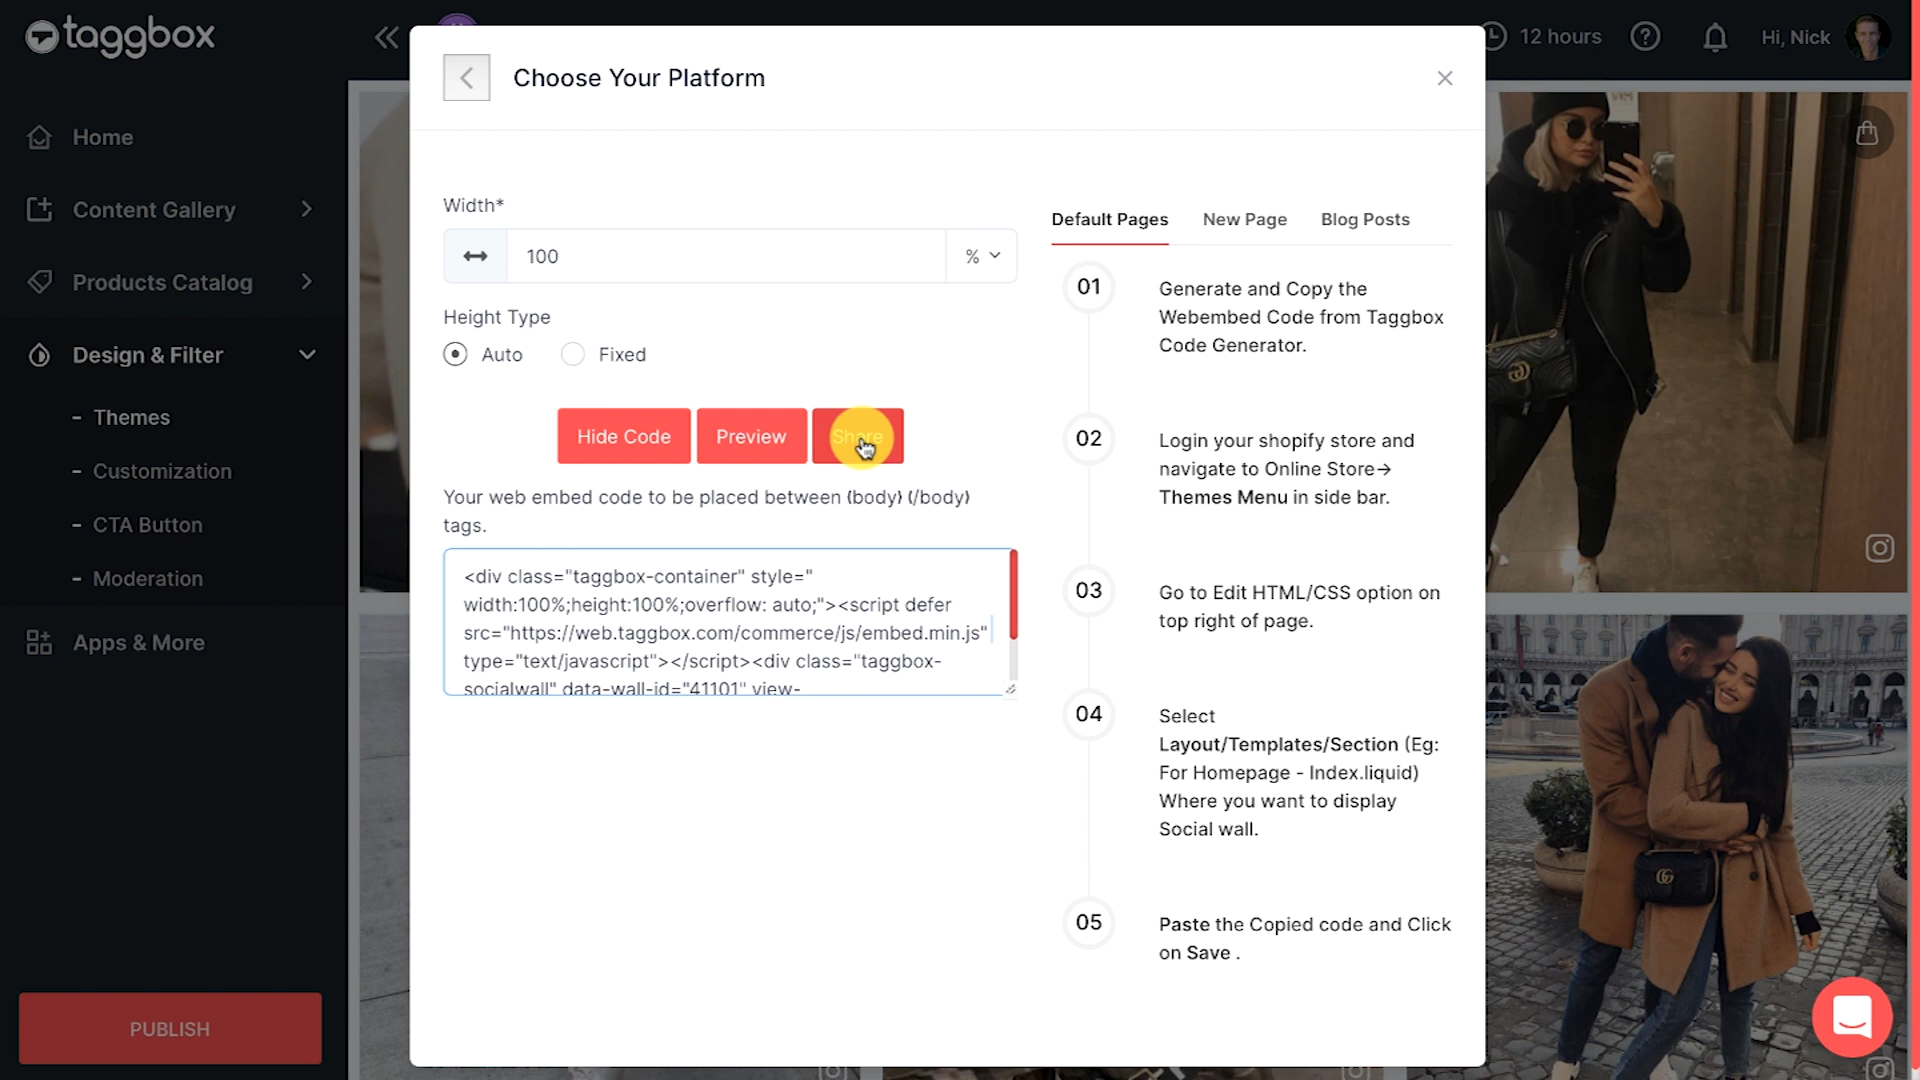 taggbox
12 hours
Hi, Nick
Home
Content Gallery
Products Catalog
Design & Filter
- Themes
- Customization
- CTA Button
- Moderation
Apps & More
PUBLISH
Choose Your Platform
Width*
100
%
Height Type
Auto
Fixed
Hide Code
Preview
Share
Your web embed code to be placed between (body) (/body)
tags.
<div class="taggbox-container" style="
width:100%;height:100%;overflow: auto;"><script defer
src="https://web.taggbox.com/commerce/js/embed.min.js"
type="text/javascript"></script><div class="taggbox-
socialwall" data-wall-id="41101" view-
Default Pages
New Page
Blog Posts
01
Generate and Copy the
Webembed Code from Taggbox
Code Generator.
02
Login your shopify store and
navigate to Online Store→
Themes Menu in side bar.
03
Go to Edit HTML/CSS option on
top right of page.
04
Select
Layout/Templates/Section (Eg:
For Homepage - Index.liquid)
Where you want to display
Social wall.
05
Paste the Copied code and Click
on Save .